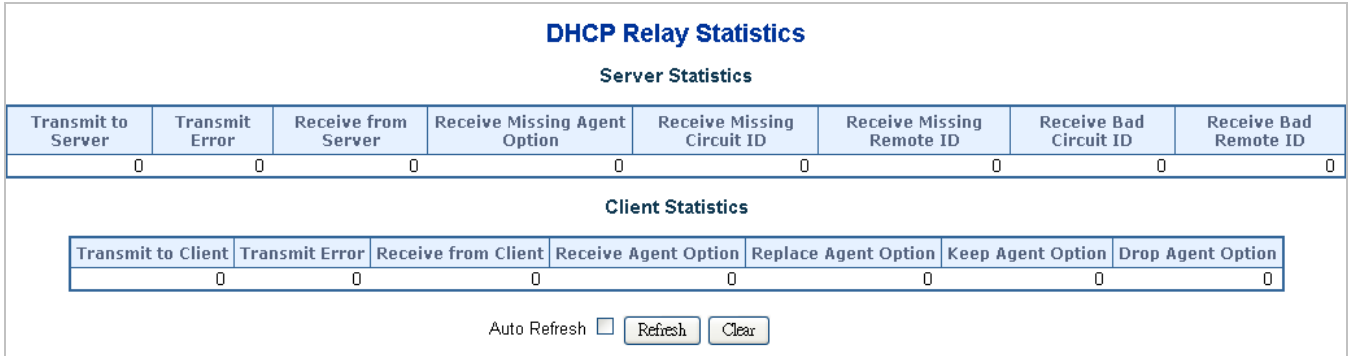 DHCP Relay Statistics
Server Statistics
Transmit to Server Transmit Error Receive from Server Receive Missing Agent Option Receive Missing Circuit ID Receive Missing Remote ID Receive Bad Circuit ID Receive Bad Remote ID
0 0 0 0 0 0 0 0
Client Statistics
Transmit to Client Transmit Error Receive from Client Receive Agent Option Replace Agent Option Keep Agent Option Drop Agent Option
0 0 0 0 0 0 0
Auto Refresh Refresh Clear